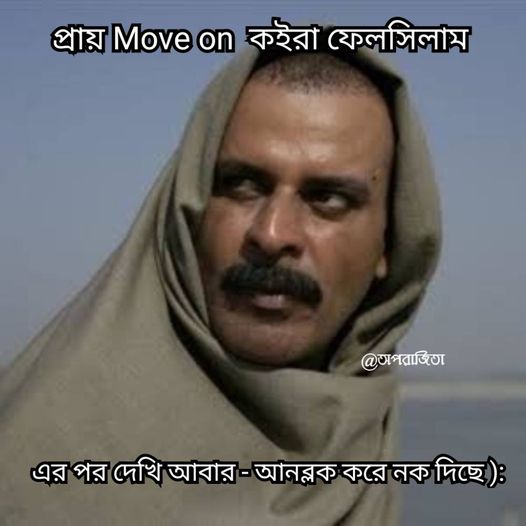 প্রায় Move on কইরা ফেলসিলাম
@অপরাজিতা
এর পর দেখি আবার - আনব্লক করে নক দিছে ):